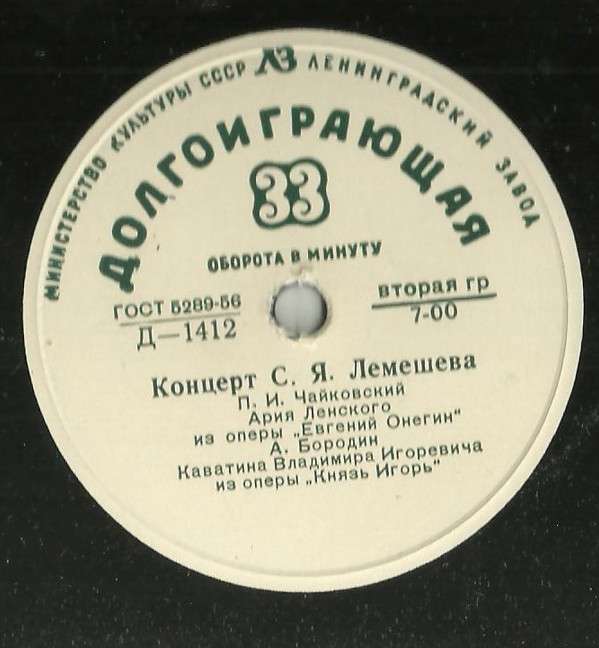 МИНИСТЕРСТВО КУЛЬТУРЫ СССР ЛЗ ЛЕНИНГРАДСКИЙ ЗАВОД
ДОЛГОИГРАЮЩАЯ
33
ОБОРОТА В МИНУТУ
ГОСТ 5289-56
Д—1412
вторая гр
7-00
Концерт С. Я. Лемешева
П. И. Чайковский
Ария Ленского
из оперы „Евгений Онегин"
А. Бородин
Каватина Владимира Игоревича
из оперы „Князь Игорь"